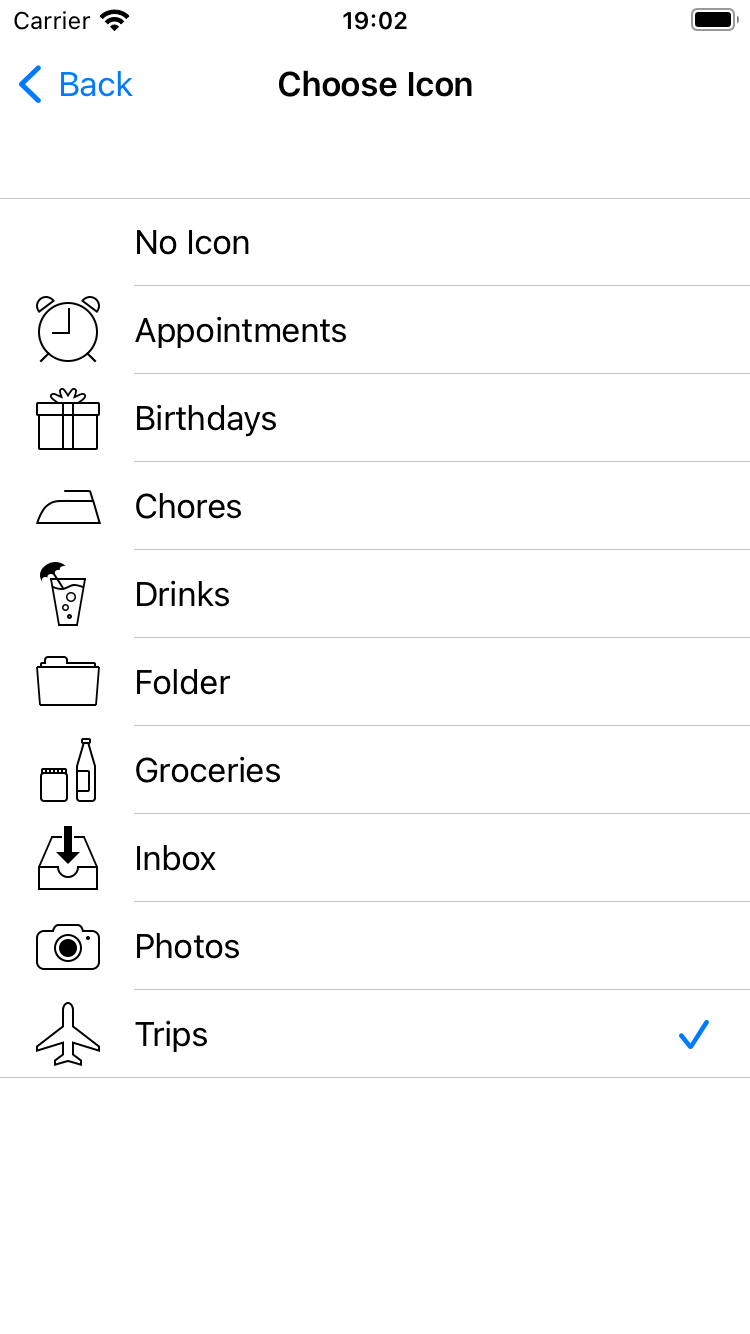 Carrier 19:02
Back Choose Icon
No Icon
Appointments
Birthdays
Chores
Drinks
Folder
Groceries
Inbox
Photos
Trips